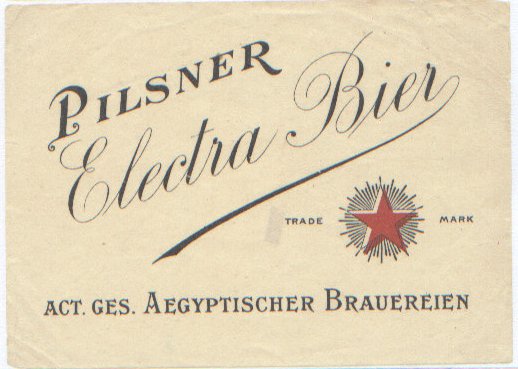 PILSNER
Electra Bier
TRADE MARK
ACT. GES. AEGYPTISCHER BRAUEREIEN